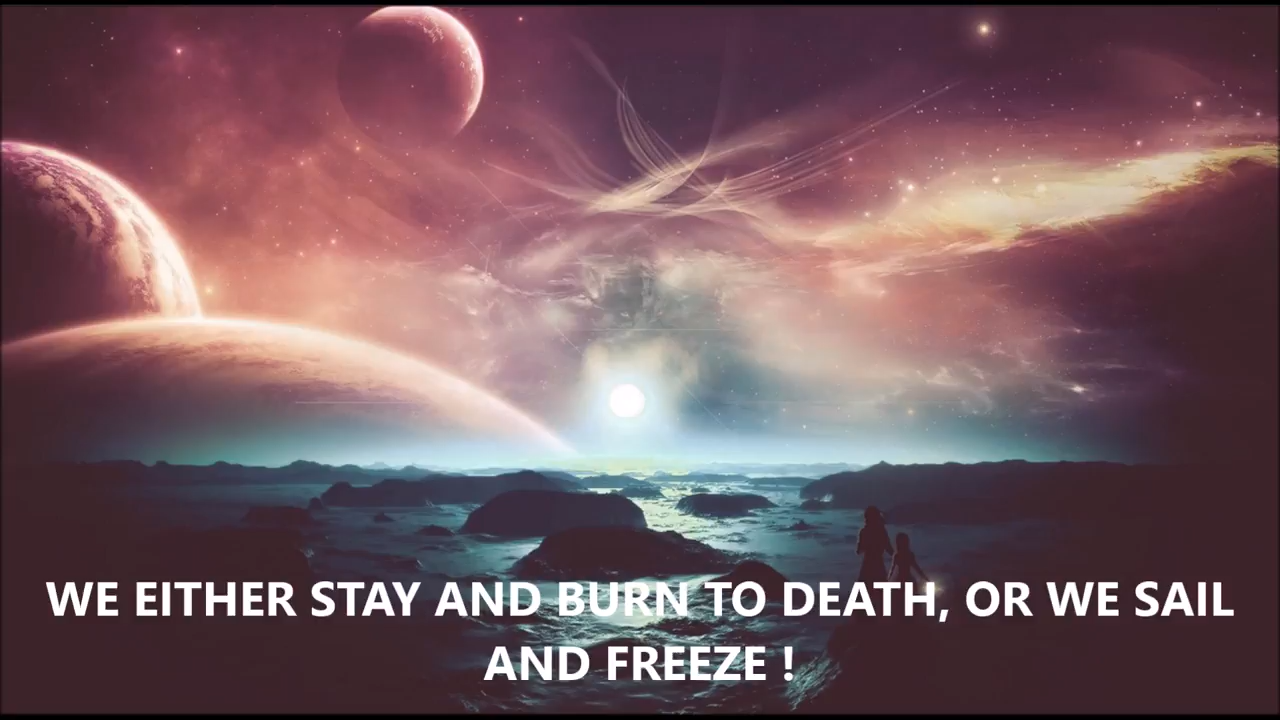 WE EITHER STAY AND BURN TO DEATH, OR WE SAIL
AND FREEZE !